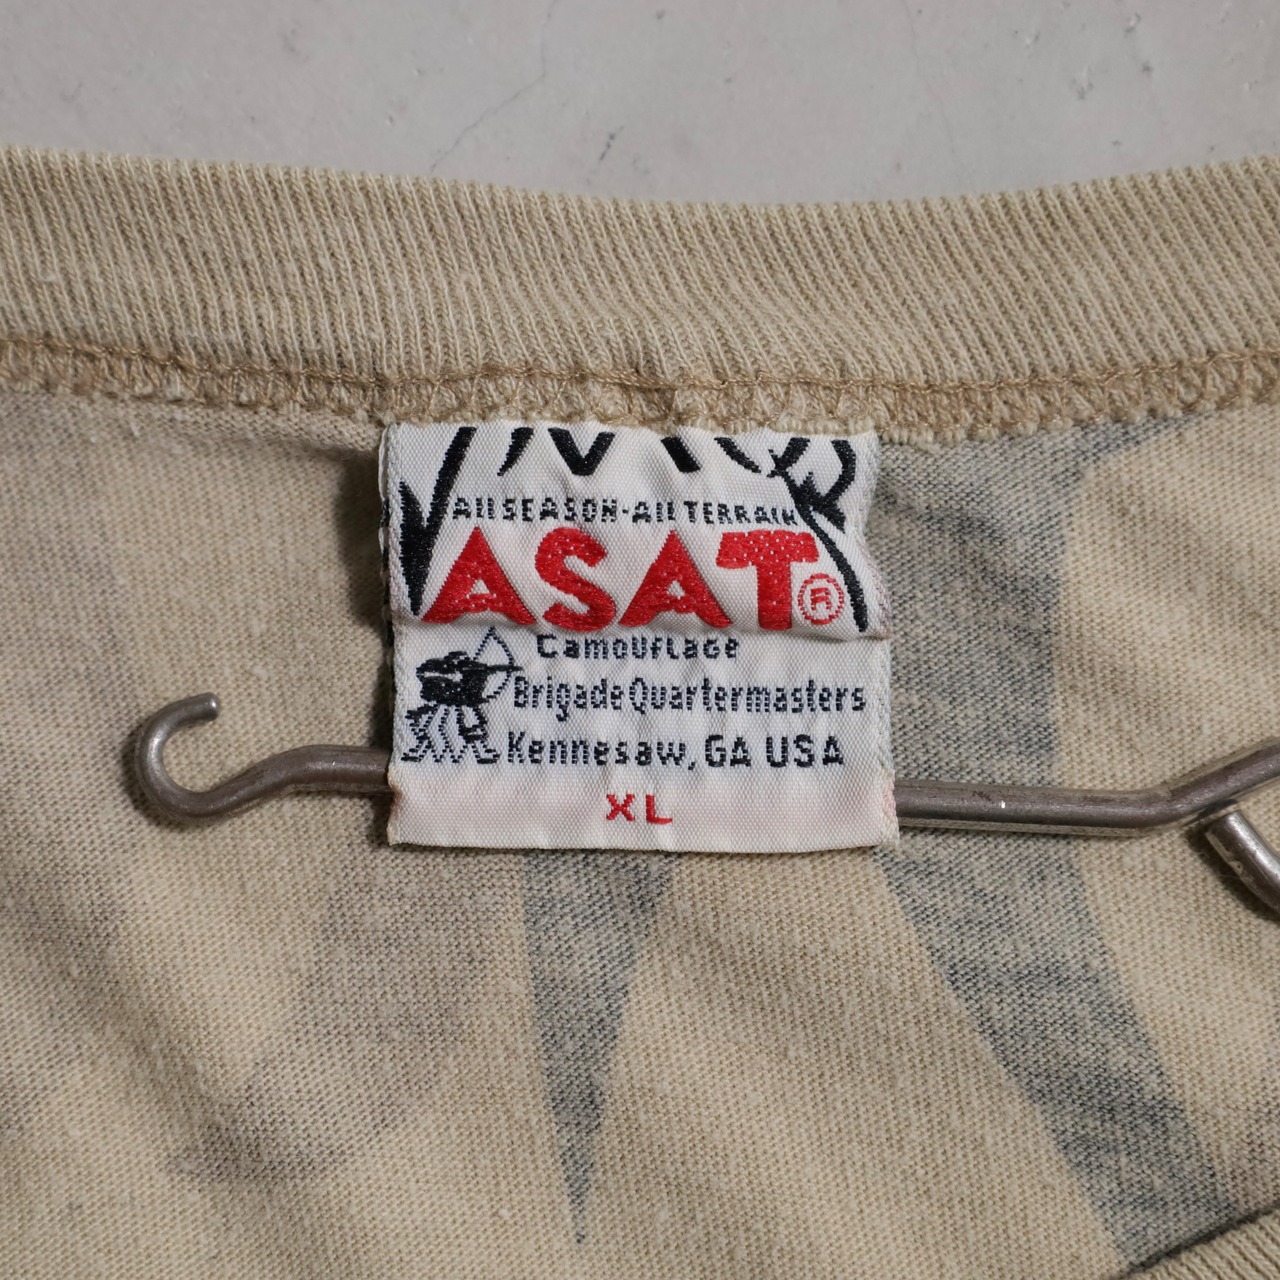 All SEASON-All TERRAIN
ASAT®
Camouflage
Brigade Quartermasters
Kennesaw, GA USA
XL